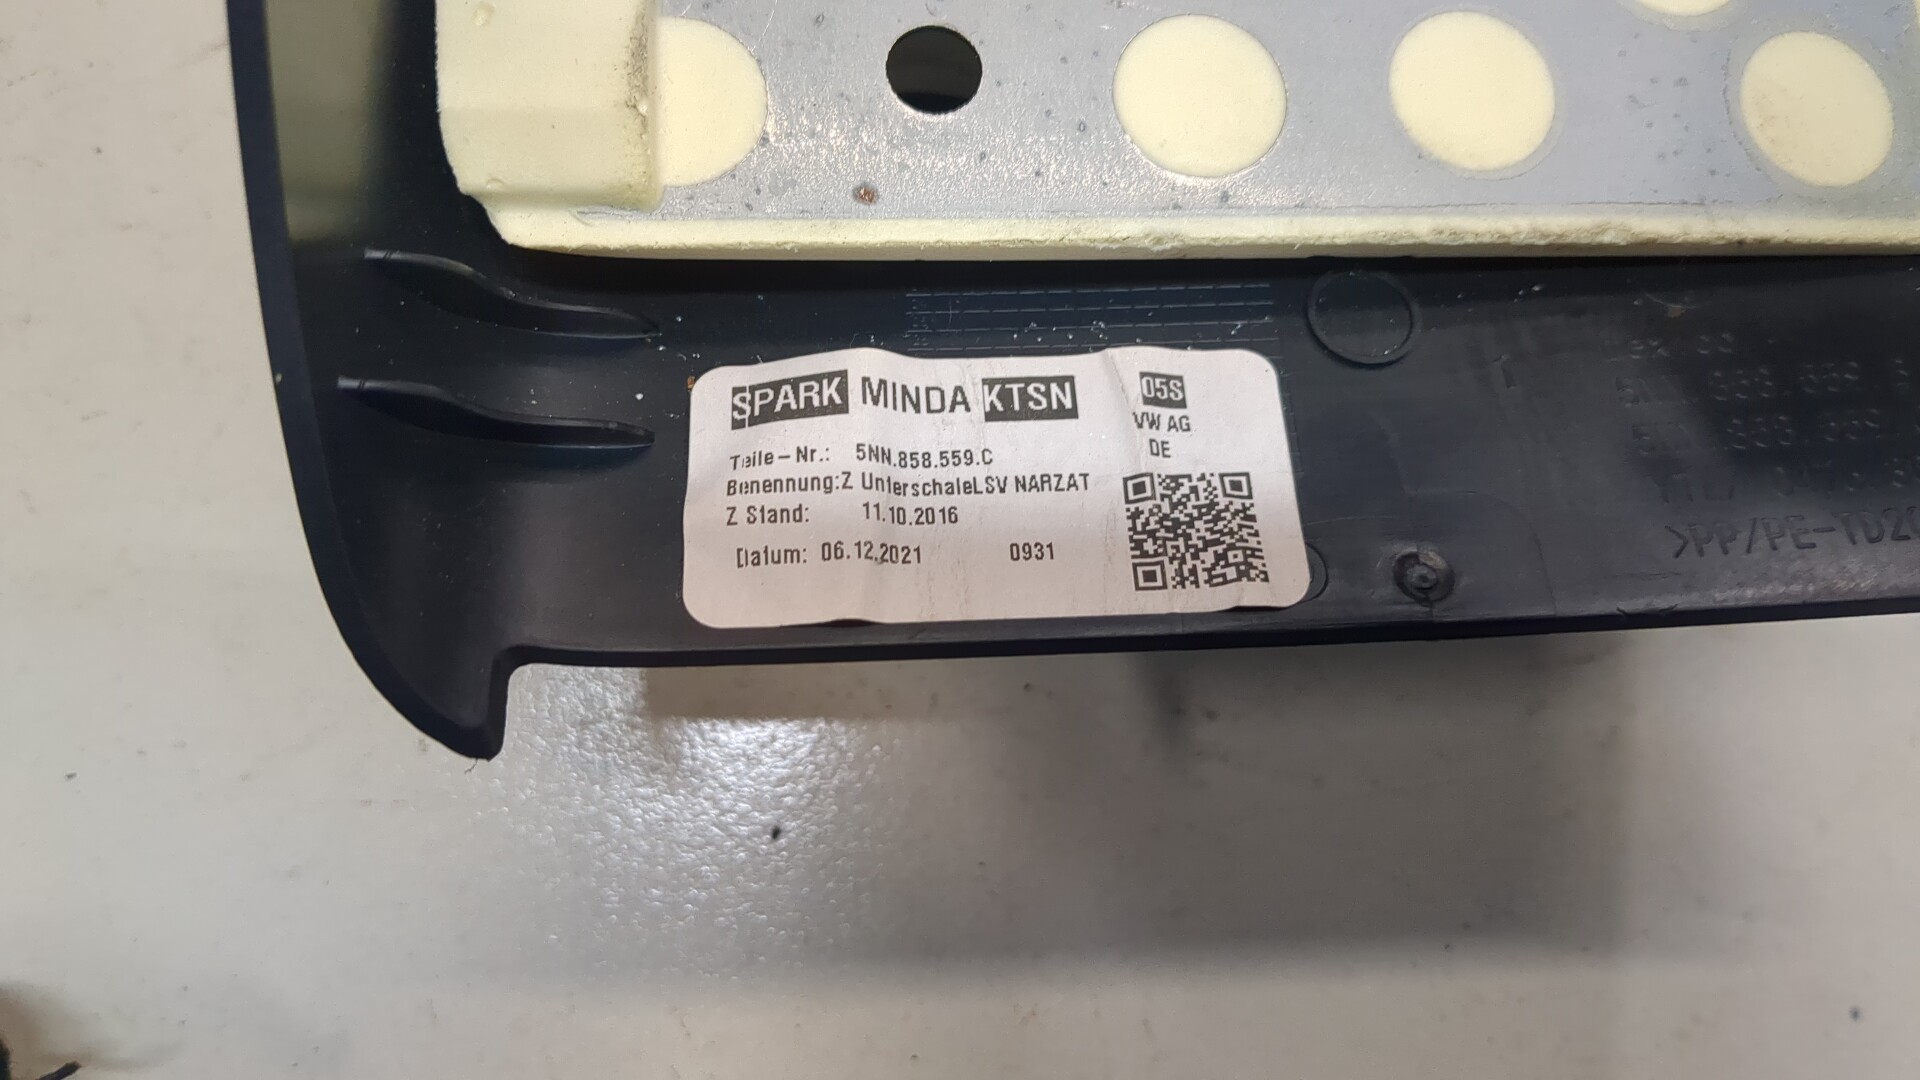 SPARK MINDA KTSN
05S
VW AG
DE
Teile-Nr.: 5NN.858.559.C
Benennung:Z UnterschaleLSV NARZAT
Z Stand: 11.10.2016
Datum: 06.12.2021 0931
>PP/PE-TD20